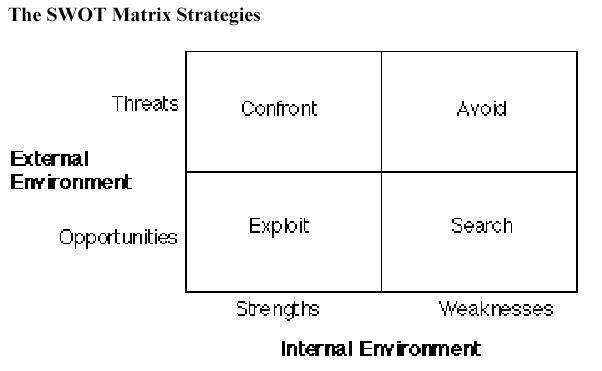 The SWOT Matrix Strategies
Threats
Confront
Avoid
External
Environment
Opportunities
Exploit
Search
Strengths
Weaknesses
Internal Environment